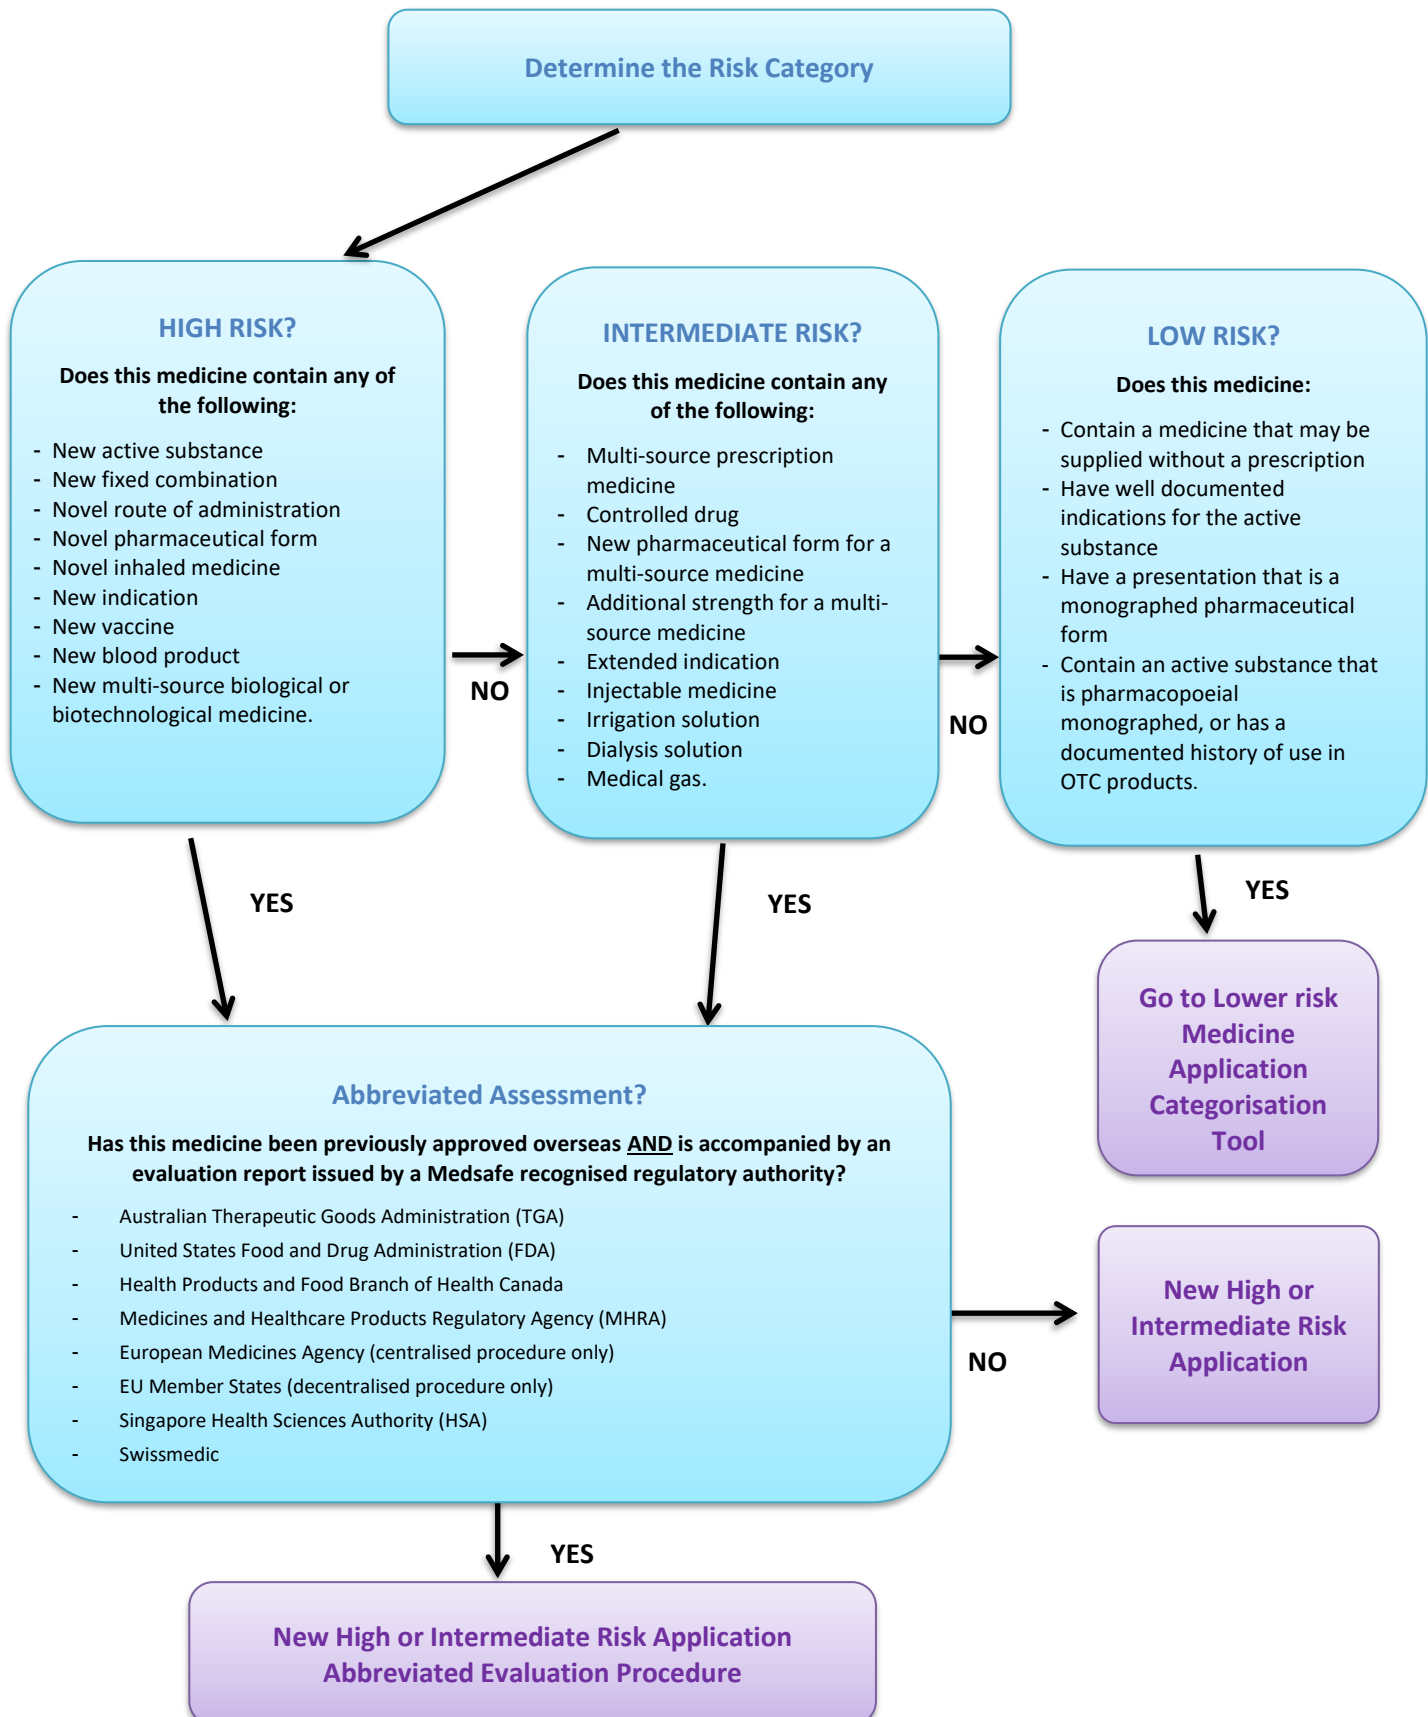 Determine the Risk Category
HIGH RISK?
Does this medicine contain any of
the following:
- New active substance
- New fixed combination
- Novel route of administration
- Novel pharmaceutical form
- Novel inhaled medicine
- New indication
- New vaccine
- New blood product
- New multi-source biological or
biotechnological medicine.
NO
INTERMEDIATE RISK?
Does this medicine contain any
of the following:
- Multi-source prescription
medicine
- Controlled drug
- New pharmaceutical form for a
multi-source medicine
- Additional strength for a multi-
source medicine
- Extended indication
- Injectable medicine
- Irrigation solution
- Dialysis solution
- Medical gas.
NO
LOW RISK?
Does this medicine:
- Contain a medicine that may be
supplied without a prescription
- Have well documented
indications for the active
substance
- Have a presentation that is a
monographed pharmaceutical
form
- Contain an active substance that
is pharmacopoeial
monographed, or has a
documented history of use in
OTC products.
YES
YES
YES
Go to Lower risk
Medicine
Application
Categorisation
Tool
Abbreviated Assessment?
Has this medicine been previously approved overseas AND is accompanied by an
evaluation report issued by a Medsafe recognised regulatory authority?
- Australian Therapeutic Goods Administration (TGA)
- United States Food and Drug Administration (FDA)
- Health Products and Food Branch of Health Canada
- Medicines and Healthcare Products Regulatory Agency (MHRA)
- European Medicines Agency (centralised procedure only)
- EU Member States (decentralised procedure only)
- Singapore Health Sciences Authority (HSA)
- Swissmedic
NO
New High or
Intermediate Risk
Application
YES
New High or Intermediate Risk Application
Abbreviated Evaluation Procedure